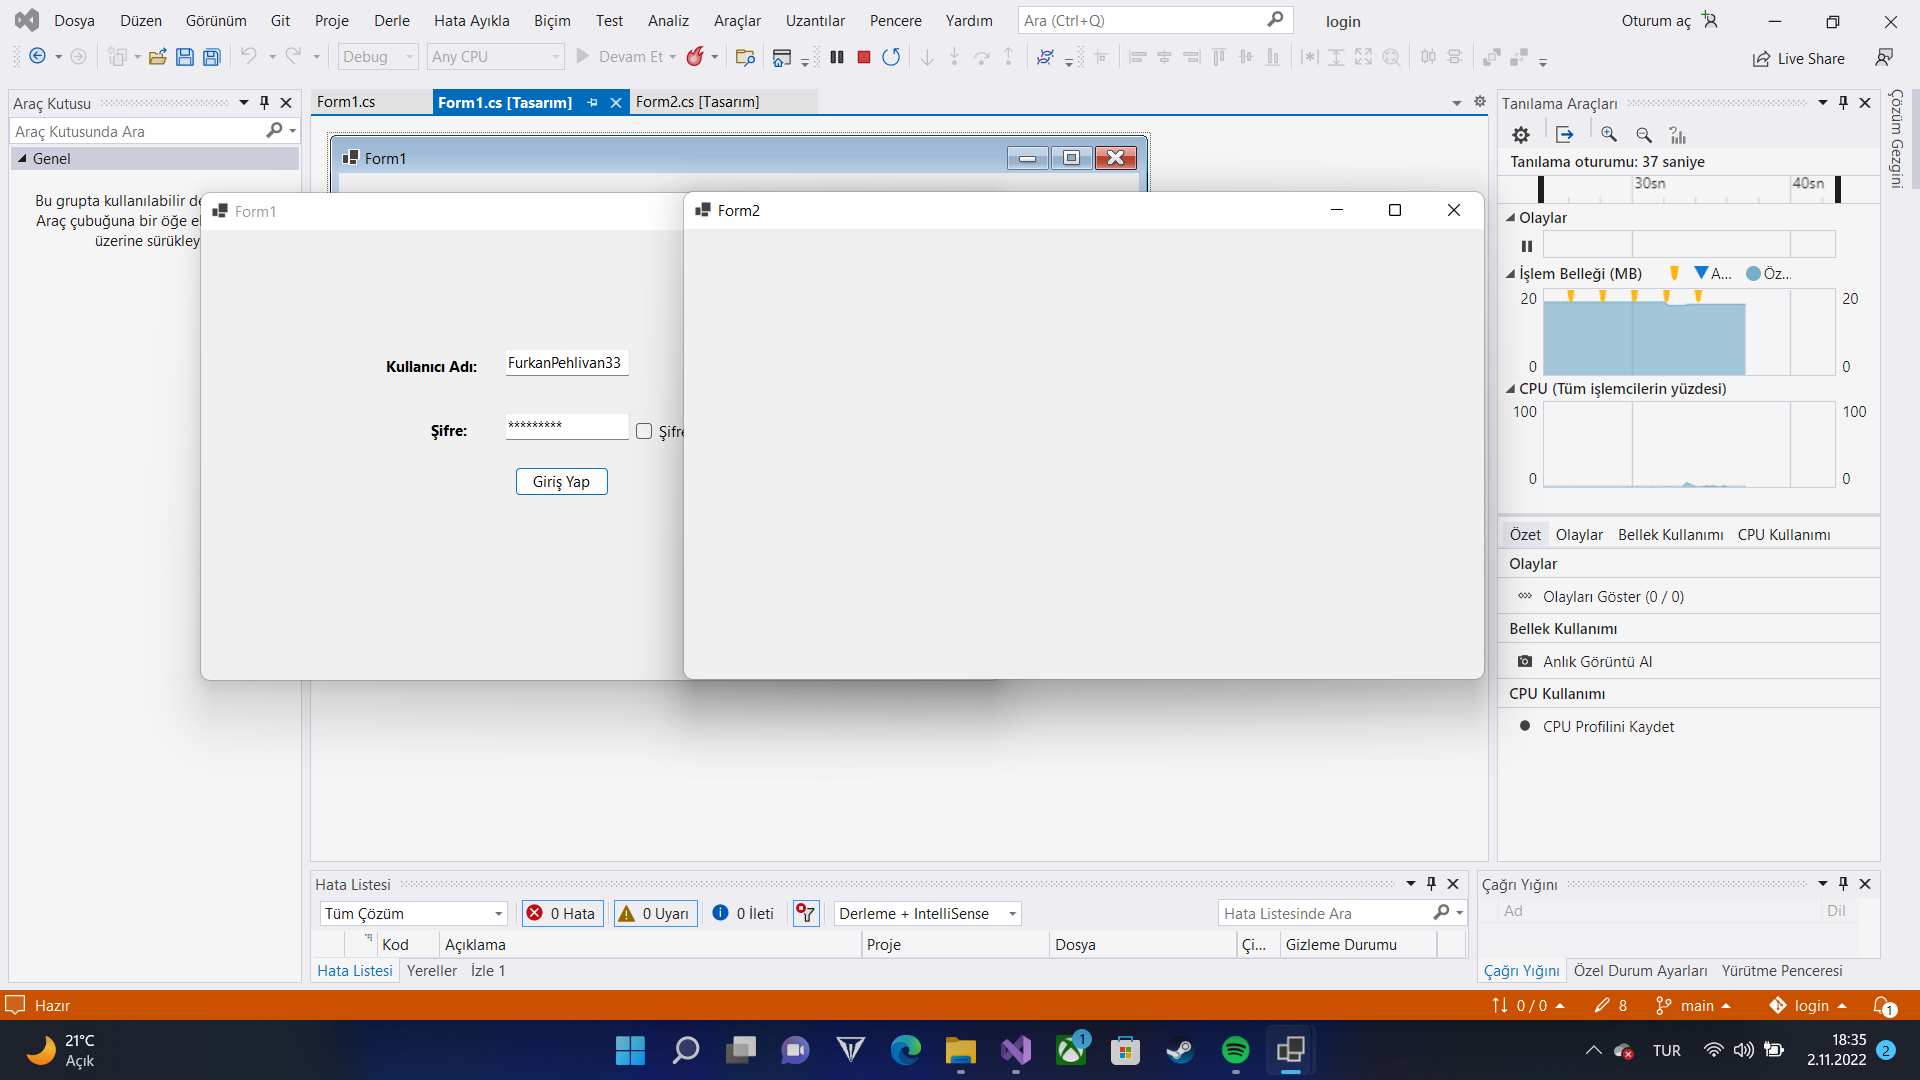 Dosya Düzen Görünüm Git Proje Derle Hata Ayıkla Biçim Test Analiz Araçlar Uzantılar Pencere Yardım Ara (Ctrl+Q) login Oturum aç
Debug Any CPU Devam Et Live Share
Araç Kutusu
Araç Kutusunda Ara
Genel
Bu grupta kullanılabilir de
Araç çubuğuna bir öğe el
üzerine sürükley
Form1.cs Form1.cs [Tasarım] Form2.cs [Tasarım]
Form1
Form1
Kullanıcı Adı: FurkanPehlivan33
Şifre: ********* Şifre
Giriş Yap
Form2
Tanılama Araçları
Tanılama oturumu: 37 saniye
30sn 40sn
Olaylar
İşlem Belleği (MB) A... Öz...
20 20
0 0
CPU (Tüm işlemcilerin yüzdesi)
100 100
0 0
Özet Olaylar Bellek Kullanımı CPU Kullanımı
Olaylar
Olayları Göster (0 / 0)
Bellek Kullanımı
Anlık Görüntü Al
CPU Kullanımı
CPU Profilini Kaydet
Çözüm Gezgini
Hata Listesi
Tüm Çözüm 0 Hata 0 Uyarı 0 İleti Derleme + IntelliSense Hata Listesinde Ara
Kod Açıklama Proje Dosya Çi... Gizleme Durumu
Hata Listesi Yereller İzle 1
Çağrı Yığını
Ad Dil
Çağrı Yığını Özel Durum Ayarları Yürütme Penceresi
Hazır 0 / 0 8 main login 1
21°C
Açık
1
TUR
18:35
2.11.2022
2